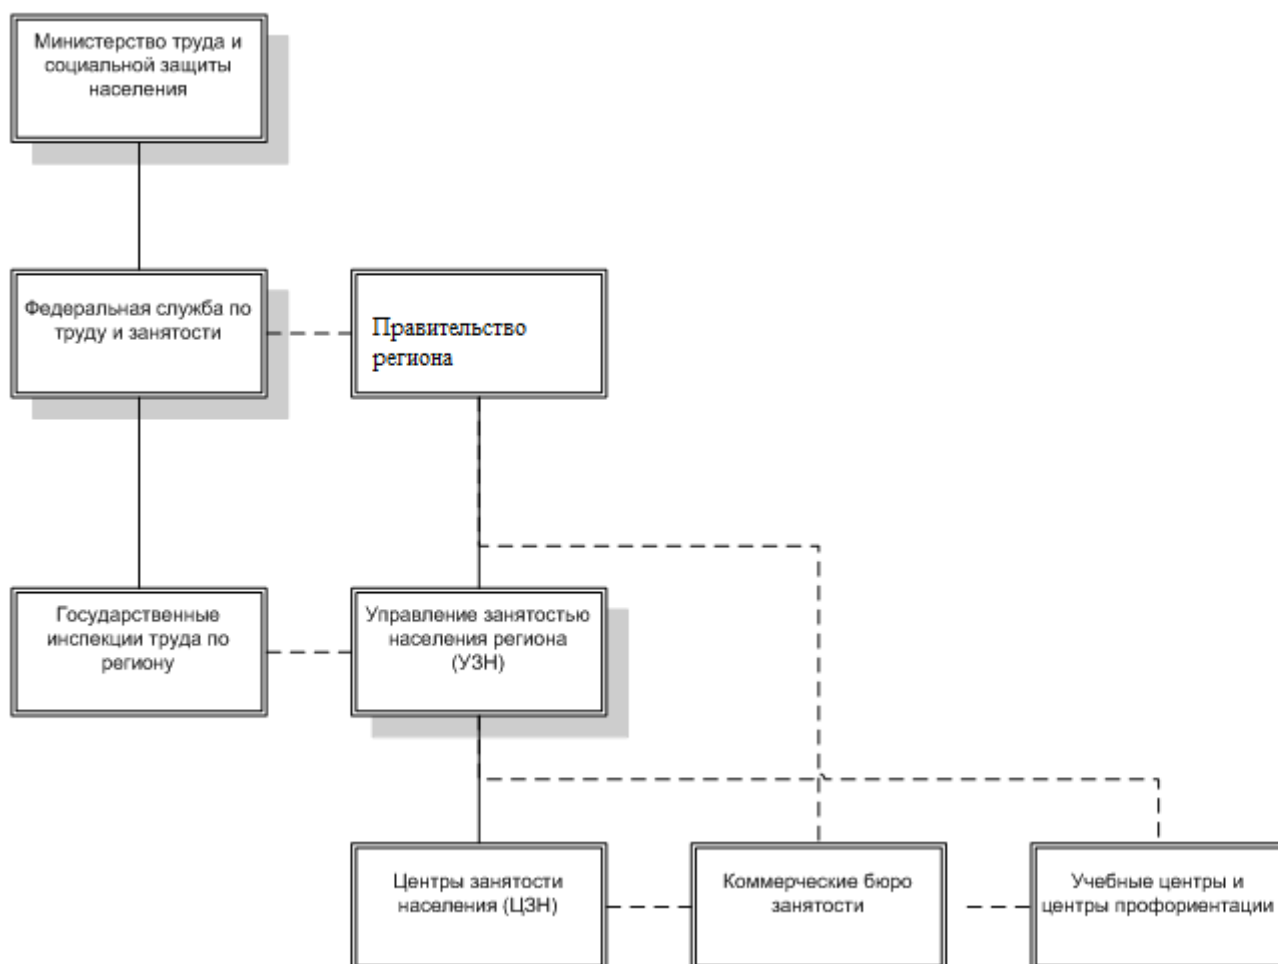 Министерство труда и
социальной защиты
населения
Федеральная служба по
труду и занятости
Правительство
региона
Государственные
инспекции труда по
региону
Управление занятостью
населения региона
(УЗН)
Центры занятости
населения (ЦЗН)
Коммерческие бюро
занятости
Учебные центры и
центры профориентации